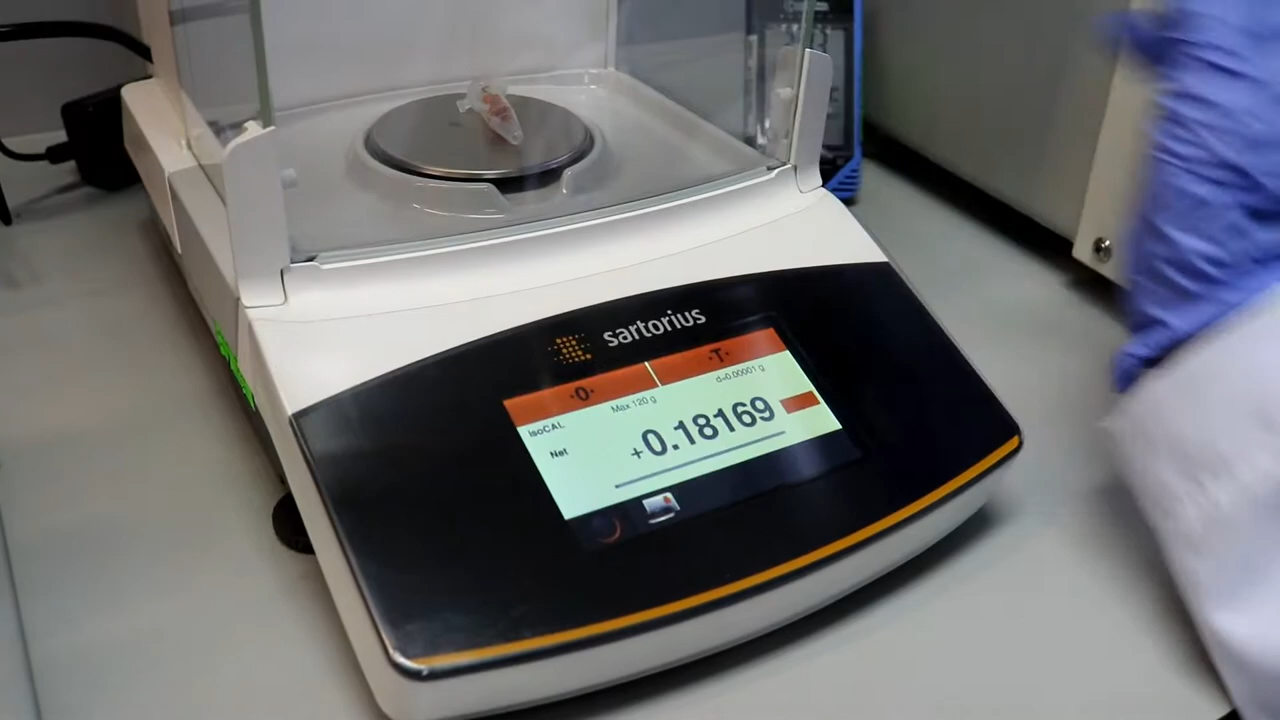 sartorius
·0·
·T·
Max 120 g
d=0.00001 g
isoCAL
Net
+0.18169